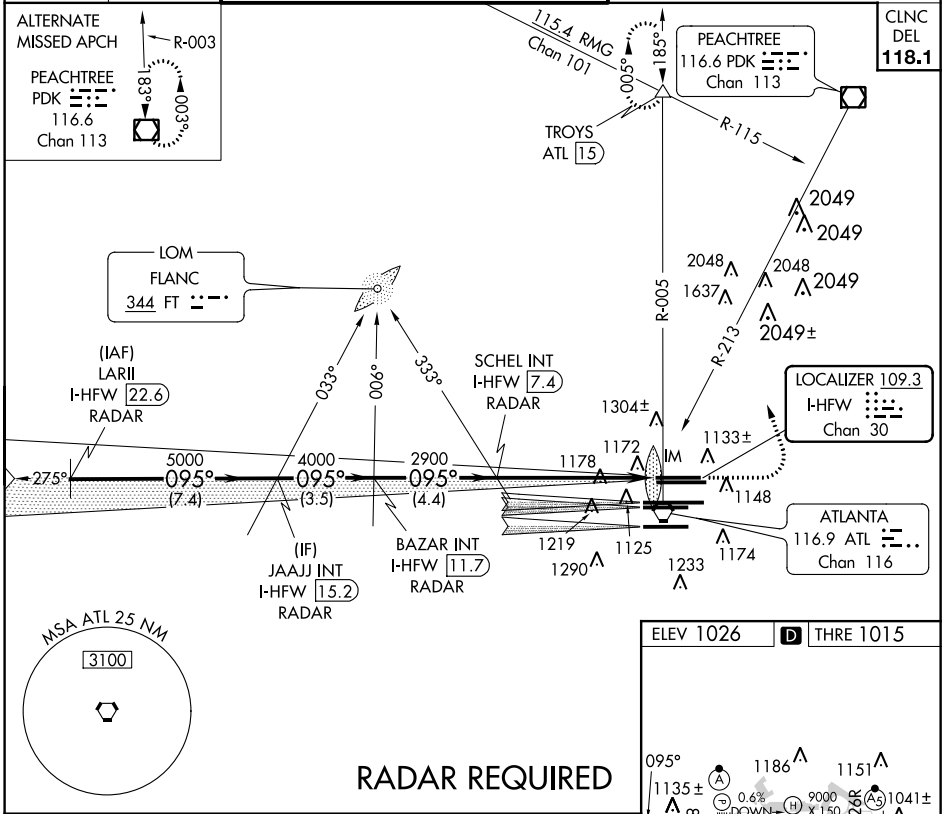 ALTERNATE
MISSED APCH
R-003
PEACHTREE
PDK
116.6
Chan 113
183°
003°
115.4 RMG
Chan 101
005°
185°
PEACHTREE
116.6 PDK
Chan 113
CLNC
DEL
118.1
TROYS
ATL 15
R-115
2049
2049
2048
2048
2049
1637
2049±
R-005
R-213
LOM
FLANC
344 FT
(IAF)
LARII
I-HFW 22.6
RADAR
033°
006°
333°
SCHEL INT
I-HFW 7.4
RADAR
LOCALIZER 109.3
I-HFW
Chan 30
1304±
1172
IM
1133±
1178
275°
5000
095°
(7.4)
4000
095°
(3.5)
2900
095°
(4.4)
1148
(IF)
JAAJJ INT
I-HFW 15.2
RADAR
BAZAR INT
I-HFW 11.7
RADAR
1219
1125
1290
1233
1174
ATLANTA
116.9 ATL
Chan 116
MSA ATL 25 NM
3100
RADAR REQUIRED
ELEV 1026
D
THRE 1015
095°
1186
1151
1135±
A
P
0.6%
DOWN
H
9000
X 150
26R
A5
1041±
8